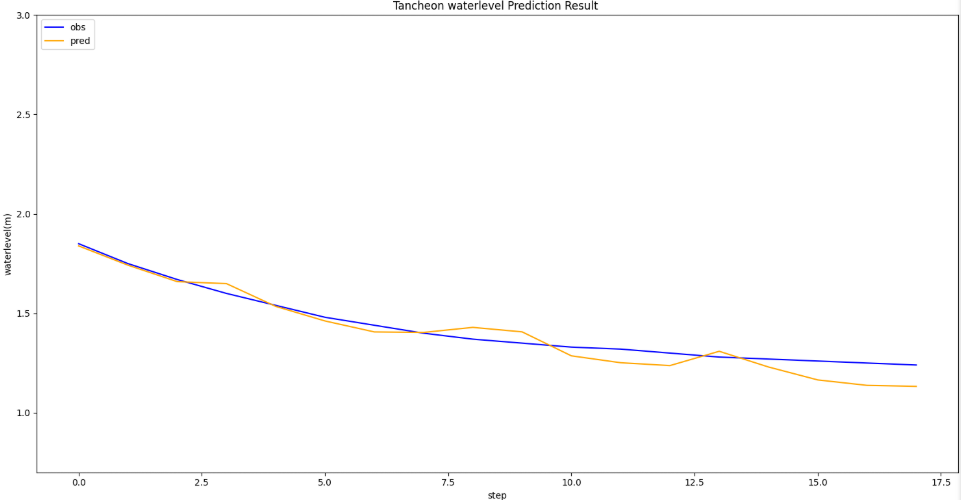 Tancheon waterlevel Prediction Result
obs
pred
3.0
2.5
2.0
1.5
1.0
waterlevel(m)
0.0 2.5 5.0 7.5 10.0 12.5 15.0 17.5
step